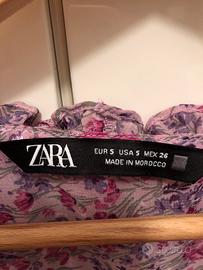 ZARA
EUR S USA S MEX 26
MADE IN MOROCCO